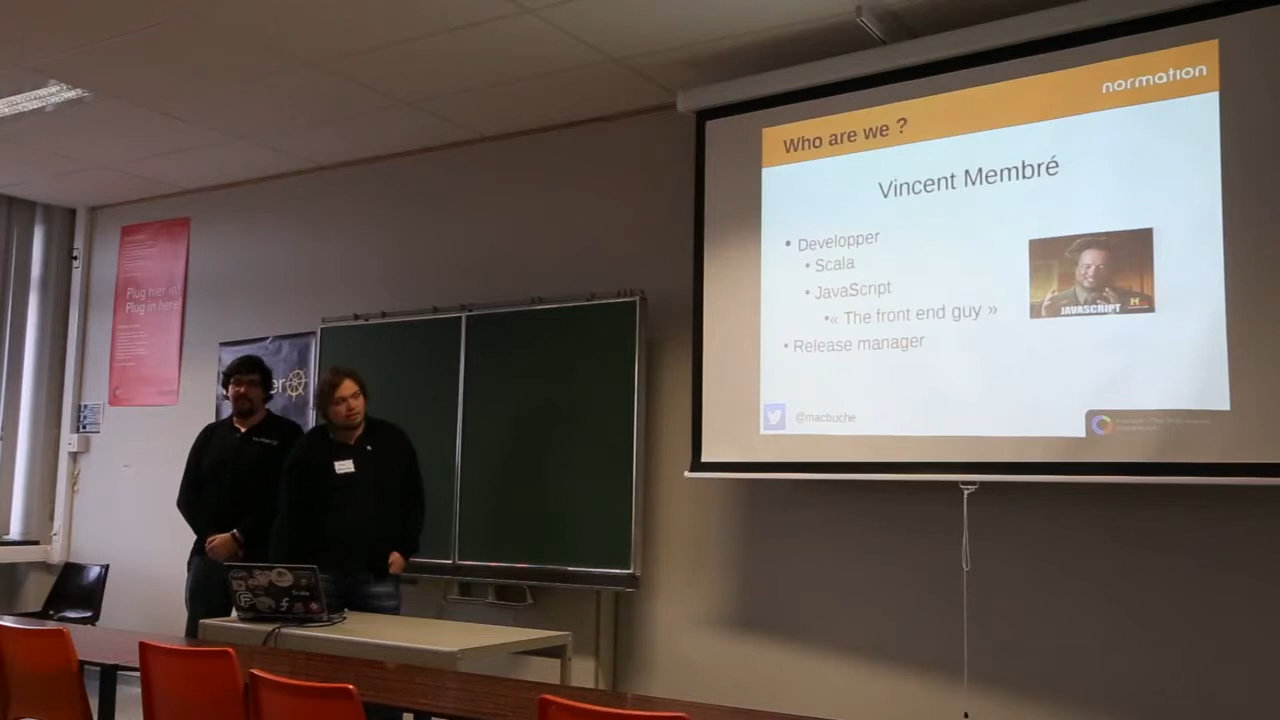 normation
Who are we ?
Vincent Membré
• Developper
• Scala
• JavaScript
•« The front end guy »
• Release manager
JAVASCRIPT
H
@macbuche
Plug hier in!
Plug in here!